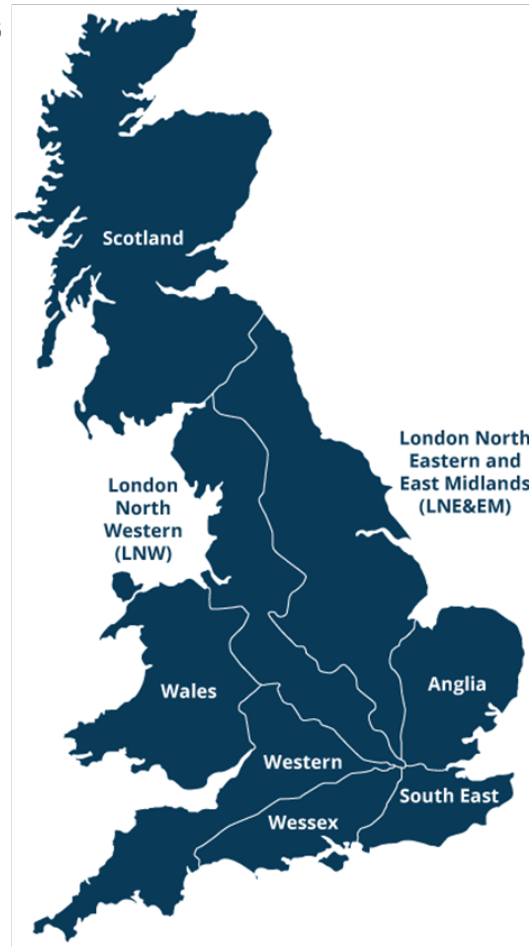 Scotland
London North
Eastern and
East Midlands
(LNE&EM)
London
North
Western
(LNW)
Wales
Anglia
Western
South East
Wessex